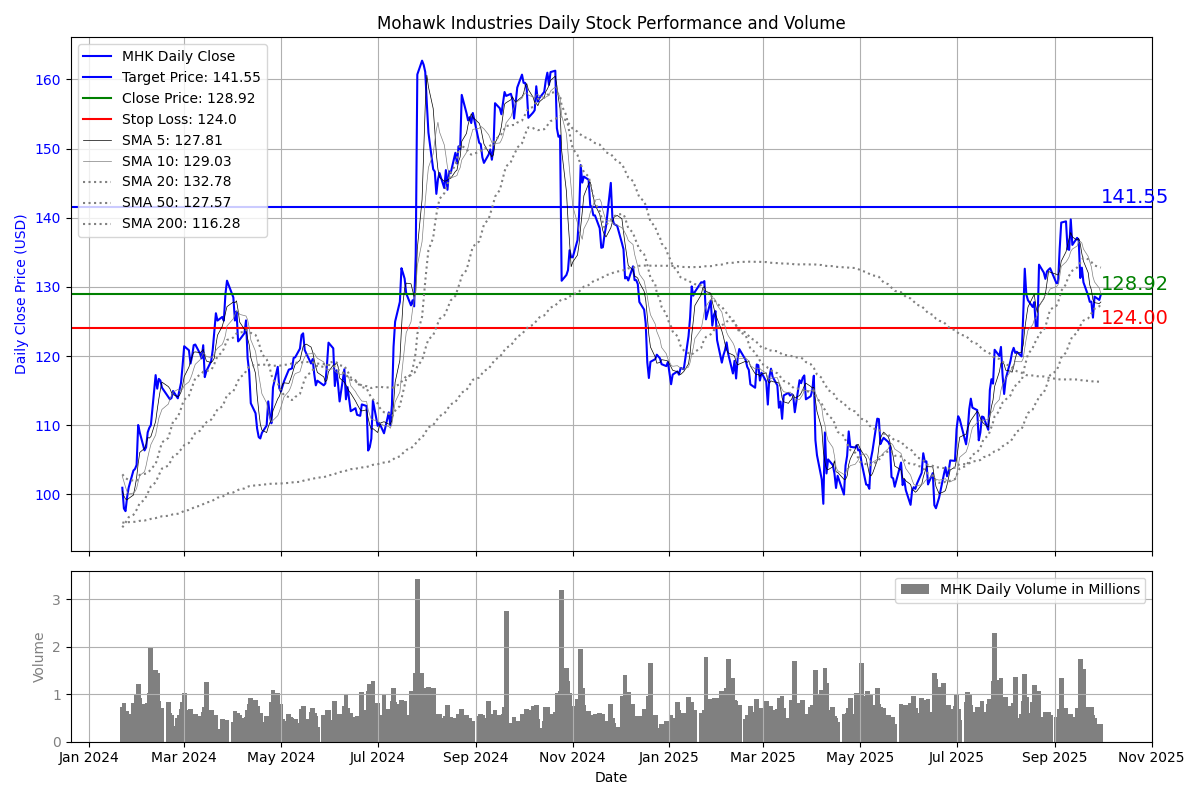 Mohawk Industries Daily Stock Performance and Volume
MHK Daily Close
Target Price: 141.55
Close Price: 128.92
Stop Loss: 124.0
SMA 5: 127.81
SMA 10: 129.03
SMA 20: 132.78
SMA 50: 127.57
SMA 200: 116.28
Daily Close Price (USD)
160
150
140
130
120
110
100
141.55
128.92
124.00
MHK Daily Volume in Millions
Volume
3
2
1
0
Jan 2024 Mar 2024 May 2024 Jul 2024 Sep 2024 Nov 2024 Jan 2025 Mar 2025 May 2025 Jul 2025 Sep 2025 Nov 2025
Date